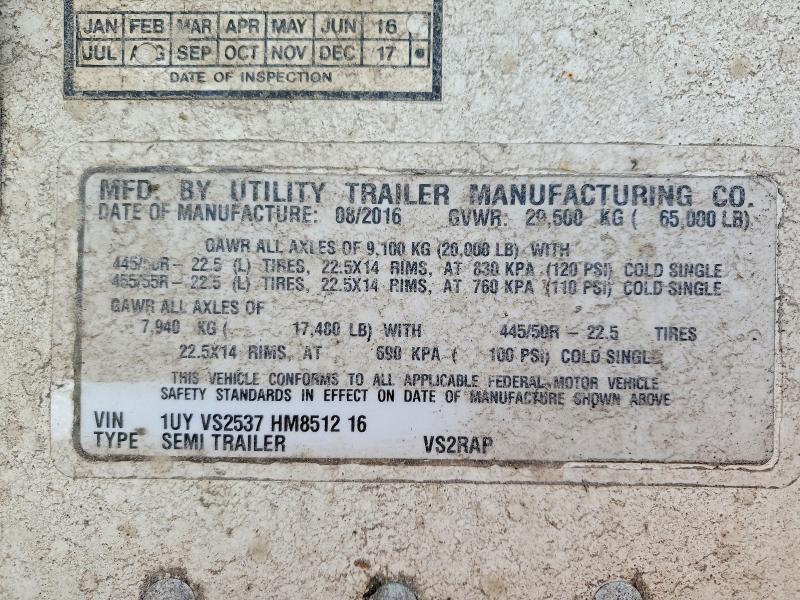 JAN FEB MAR APR MAY JUN 16
JUL AUG SEP OCT NOV DEC 17
DATE OF INSPECTION
MFD. BY UTILITY TRAILER MANUFACTURING CO.
DATE OF MANUFACTURE: 08/2016 GVWR: 29,500 KG ( 65,000 LB)
GAWR ALL AXLES OF 9,100 KG (20,000 LB) WITH
445/50R- 22.5 (L) TIRES, 22.5X14 RIMS, AT 830 KPA (120 PSI) COLD SINGLE
455/55R- 22.5 (L) TIRES, 22.5X14 RIMS, AT 760 KPA (110 PSI) COLD SINGLE
GAWR ALL AXLES OF
7,940 KG ( 17,480 LB) WITH 445/50R - 22.5 TIRES
22.5X14 RIMS, AT 690 KPA ( 100 PSI) COLD SINGLE
THIS VEHICLE CONFORMS TO ALL APPLICABLE FEDERAL MOTOR VEHICLE
SAFETY STANDARDS IN EFFECT ON DATE OF MANUFACTURE SHOWN ABOVE
VIN 1UY VS2537 HM8512 16
TYPE SEMI TRAILER VS2RAP